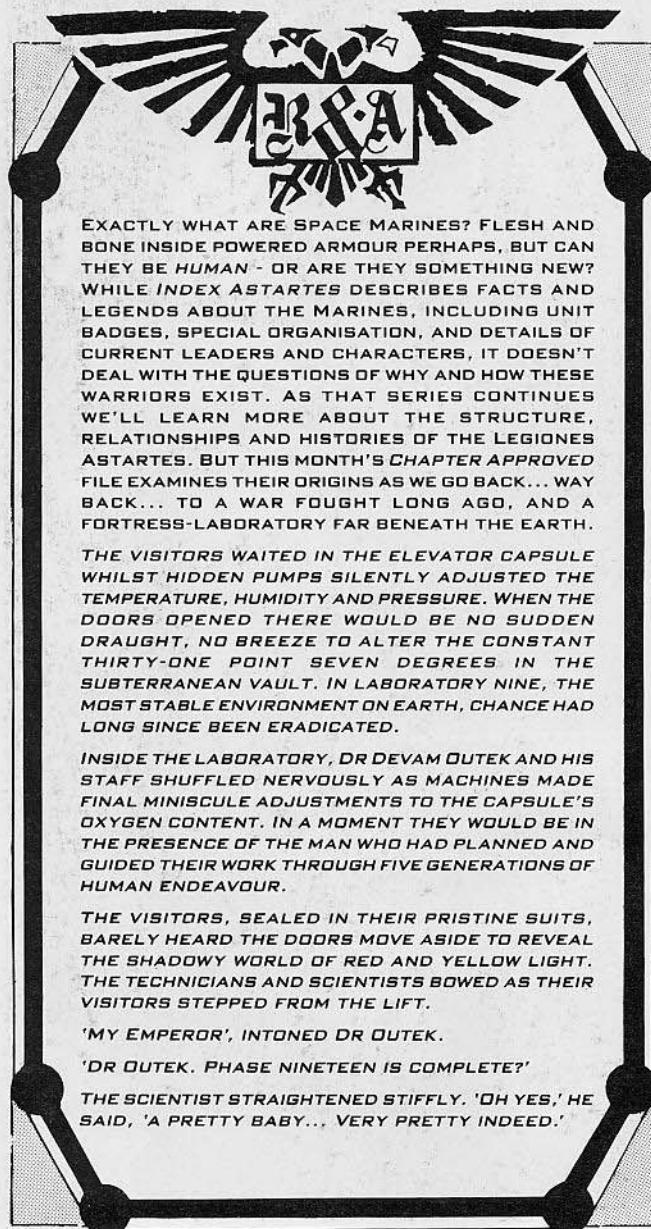 R&A
EXACTLY WHAT ARE SPACE MARINES? FLESH AND
BONE INSIDE POWERED ARMOUR PERHAPS, BUT CAN
THEY BE HUMAN - OR ARE THEY SOMETHING NEW?
WHILE INDEX ASTARTES DESCRIBES FACTS AND
LEGENDS ABOUT THE MARINES, INCLUDING UNIT
BADGES, SPECIAL ORGANISATION, AND DETAILS OF
CURRENT LEADERS AND CHARACTERS, IT DOESN'T
DEAL WITH THE QUESTIONS OF WHY AND HOW THESE
WARRIORS EXIST. AS THAT SERIES CONTINUES
WE'LL LEARN MORE ABOUT THE STRUCTURE,
RELATIONSHIPS AND HISTORIES OF THE LEGIONES
ASTARTES. BUT THIS MONTH'S CHAPTER APPROVED
FILE EXAMINES THEIR ORIGINS AS WE GO BACK... WAY
BACK... TO A WAR FOUGHT LONG AGO, AND A
FORTRESS-LABORATORY FAR BENEATH THE EARTH.
THE VISITORS WAITED IN THE ELEVATOR CAPSULE
WHILST HIDDEN PUMPS SILENTLY ADJUSTED THE
TEMPERATURE, HUMIDITY AND PRESSURE. WHEN THE
DOORS OPENED THERE WOULD BE NO SUDDEN
DRAUGHT, NO BREEZE TO ALTER THE CONSTANT
THIRTY-ONE POINT SEVEN DEGREES IN THE
SUBTERRANEAN VAULT. IN LABORATORY NINE, THE
MOST STABLE ENVIRONMENT ON EARTH, CHANCE HAD
LONG SINCE BEEN ERADICATED.
INSIDE THE LABORATORY, DR DEVAM OUTEK AND HIS
STAFF SHUFFLED NERVOUSLY AS MACHINES MADE
FINAL MINISCULE ADJUSTMENTS TO THE CAPSULE'S
OXYGEN CONTENT. IN A MOMENT THEY WOULD BE IN
THE PRESENCE OF THE MAN WHO HAD PLANNED AND
GUIDED THEIR WORK THROUGH FIVE GENERATIONS OF
HUMAN ENDEAVOUR.
THE VISITORS, SEALED IN THEIR PRISTINE SUITS,
BARELY HEARD THE DOORS MOVE ASIDE TO REVEAL
THE SHADOWY WORLD OF RED AND YELLOW LIGHT.
THE TECHNICIANS AND SCIENTISTS BOWED AS THEIR
VISITORS STEPPED FROM THE LIFT.
'MY EMPEROR', INTONED DR OUTEK.
'DR OUTEK. PHASE NINETEEN IS COMPLETE?'
THE SCIENTIST STRAIGHTENED STIFFLY. 'OH YES,' HE
SAID, 'A PRETTY BABY... VERY PRETTY INDEED.'